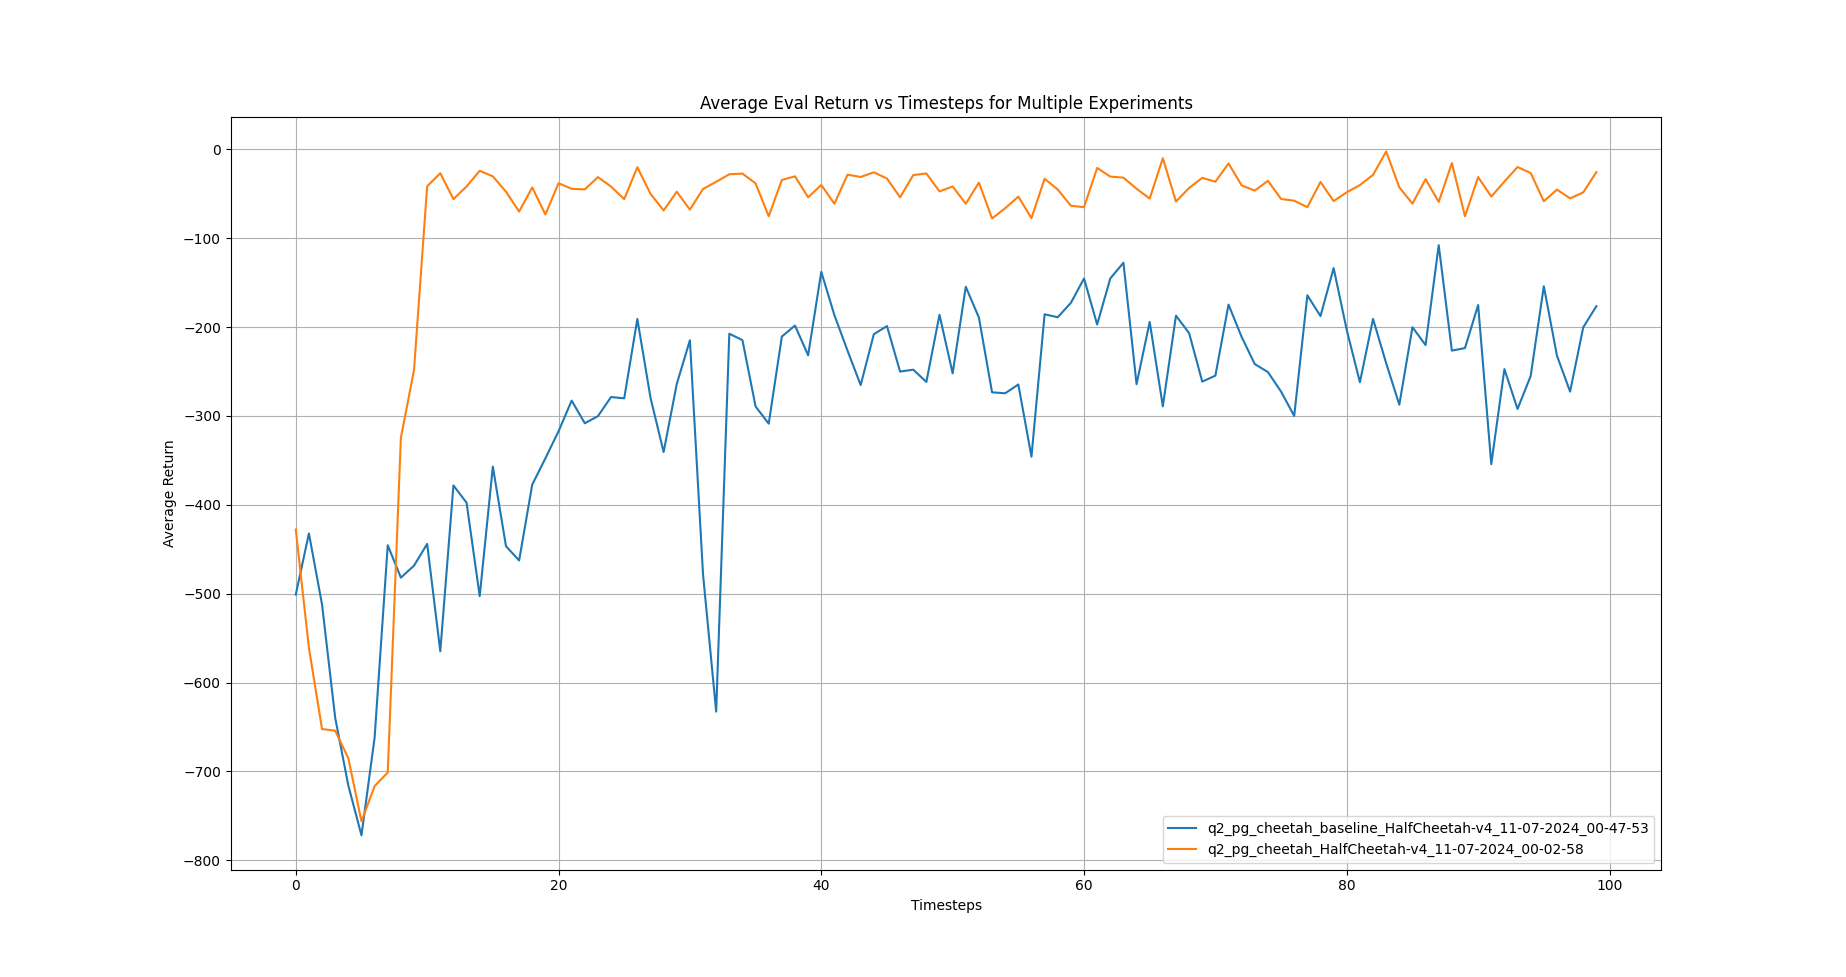 Average Eval Return vs Timesteps for Multiple Experiments
Average Return
0
−100
−200
−300
−400
−500
−600
−700
−800
0 20 40 60 80 100
Timesteps
q2_pg_cheetah_baseline_HalfCheetah-v4_11-07-2024_00-47-53
q2_pg_cheetah_HalfCheetah-v4_11-07-2024_00-02-58